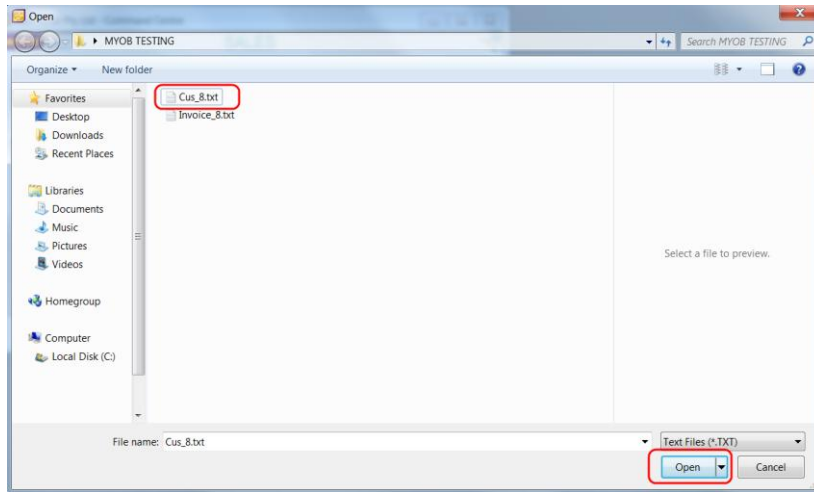 Open
MYOB TESTING
Search MYOB TESTING
Organize
New folder
Favorites
Desktop
Downloads
Recent Places
Libraries
Documents
Music
Pictures
Videos
Homegroup
Computer
Local Disk (C:)
Cus_8.txt
Invoice_8.txt
Select a file to preview.
File name: Cus_8.txt
Text Files (*.TXT)
Open
Cancel